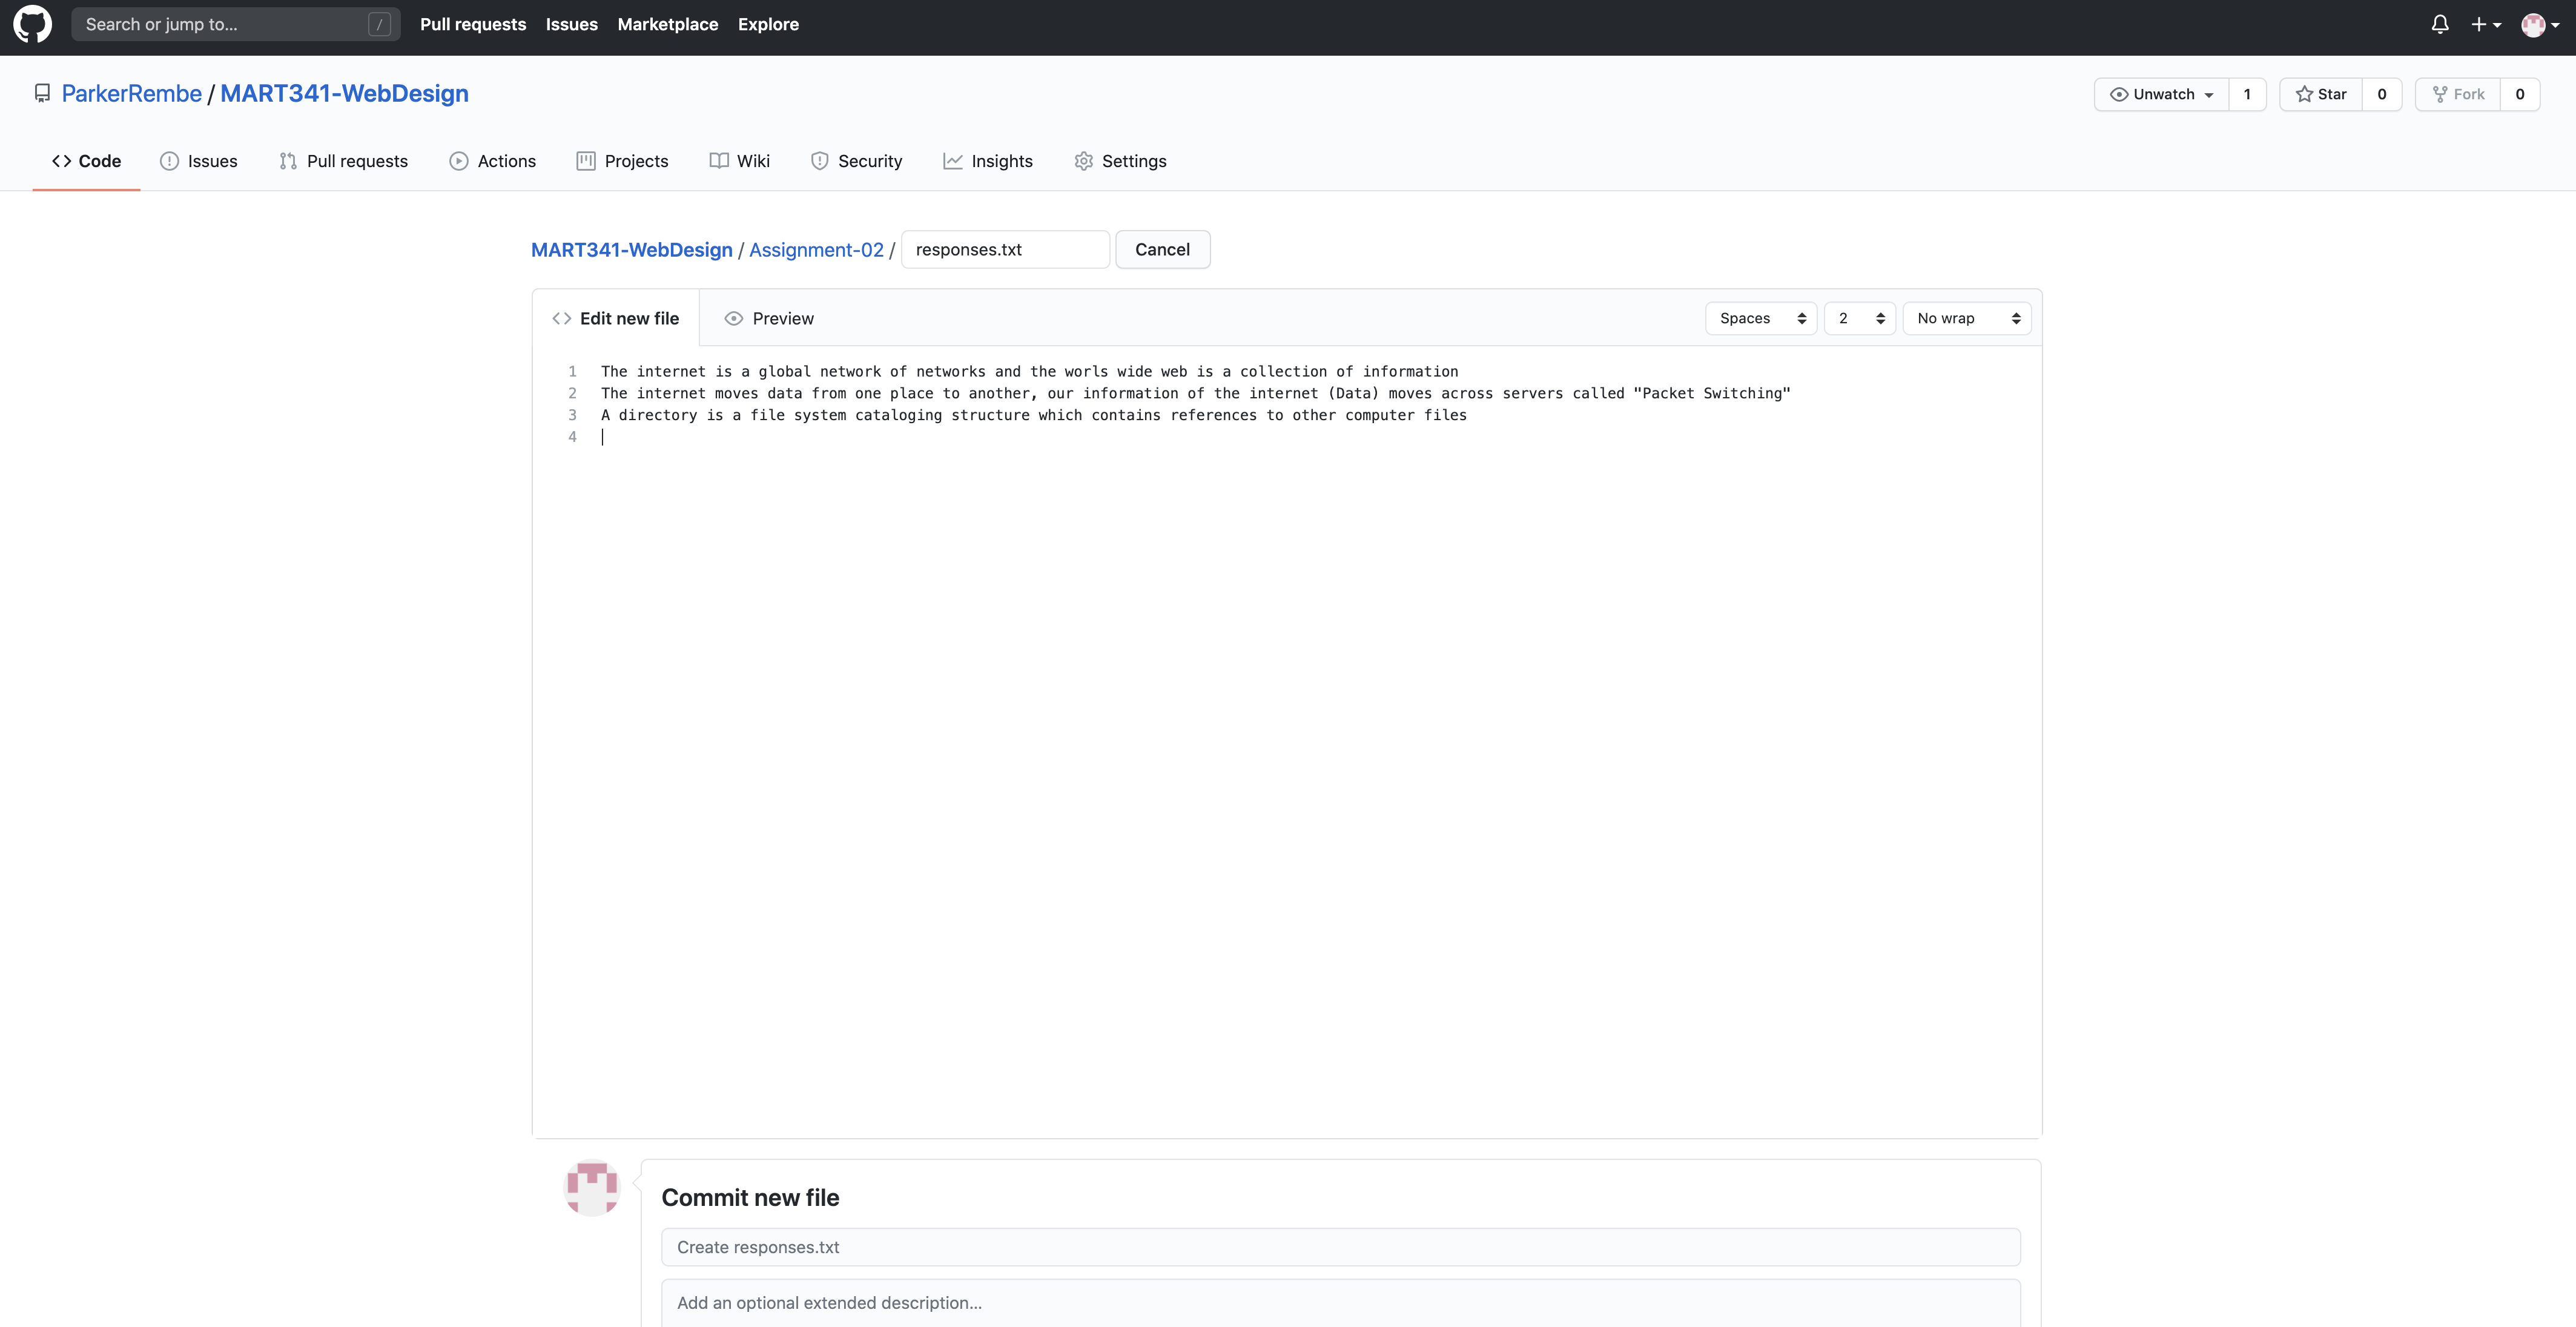 Search or jump to... /
Pull requests Issues Marketplace Explore
ParkerRembe / MART341-WebDesign
Unwatch 1 Star 0 Fork 0
Code Issues Pull requests Actions Projects Wiki Security Insights Settings
MART341-WebDesign / Assignment-02 / responses.txt Cancel
Edit new file Preview Spaces 2 No wrap
1 The internet is a global network of networks and the worls wide web is a collection of information
2 The internet moves data from one place to another, our information of the internet (Data) moves across servers called "Packet Switching"
3 A directory is a file system cataloging structure which contains references to other computer files
4
Commit new file
Create responses.txt
Add an optional extended description...